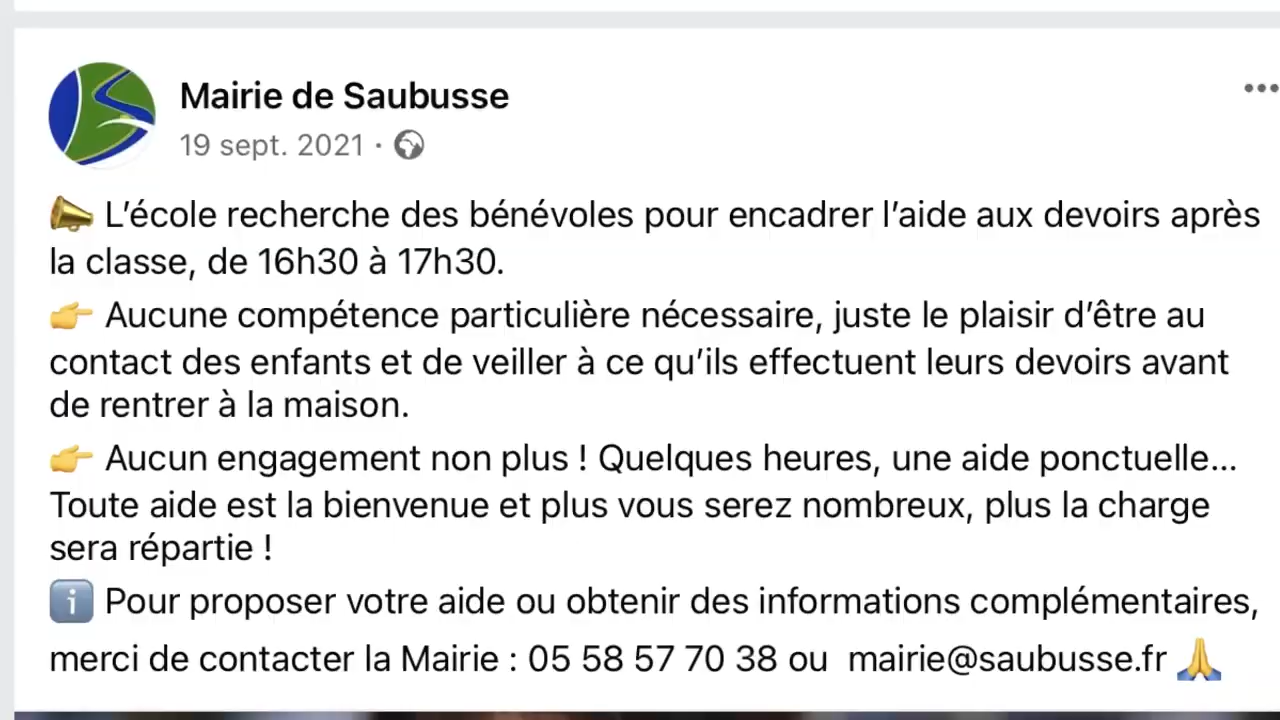 Mairie de Saubusse
19 sept. 2021 ·
📣 L’école recherche des bénévoles pour encadrer l’aide aux devoirs après
la classe, de 16h30 à 17h30.
👉 Aucune compétence particulière nécessaire, juste le plaisir d’être au
contact des enfants et de veiller à ce qu’ils effectuent leurs devoirs avant
de rentrer à la maison.
👉 Aucun engagement non plus ! Quelques heures, une aide ponctuelle...
Toute aide est la bienvenue et plus vous serez nombreux, plus la charge
sera répartie !
ℹ️ Pour proposer votre aide ou obtenir des informations complémentaires,
merci de contacter la Mairie : 05 58 57 70 38 ou  mairie@saubusse.fr 🙏